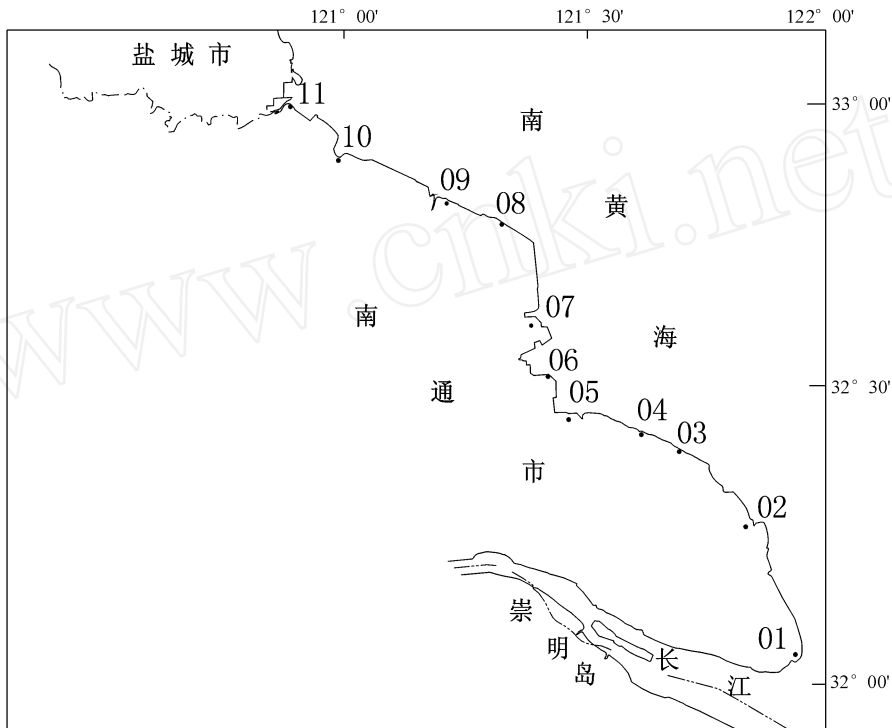 121° 00'
121° 30'
122° 00'
盐城市
11
33° 00'
南
10
09
黄
08
07
南
海
06
32° 30'
通
05
04
03
市
02
崇
01
明
长
岛
江
32° 00'
www.cnki.net